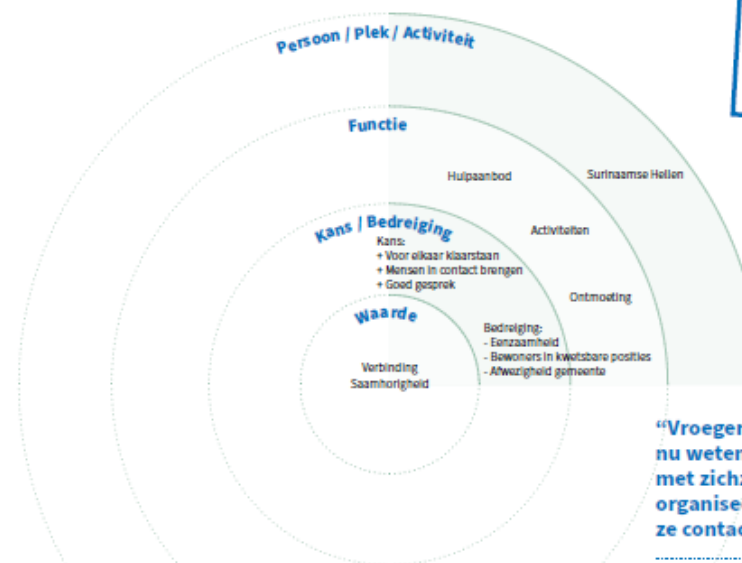 Persoon / Plek / Activiteit
Functie
Hulpaanbod
Surinaamse Hellen
Kans / Bedreiging
Activiteiten
Kans:
+ Voor elkaar klaarstaan
+ Mensen in contact brengen
+ Goed gesprek
Ontmoeting
Waarde
Bedreiging:
- Eenzaamheid
- Bewoners in kwetsbare posities
- Afwezigheid gemeente
Verbinding
Saamhorigheid
“Vroeger
nu weten
met zichz
organise
ze contac